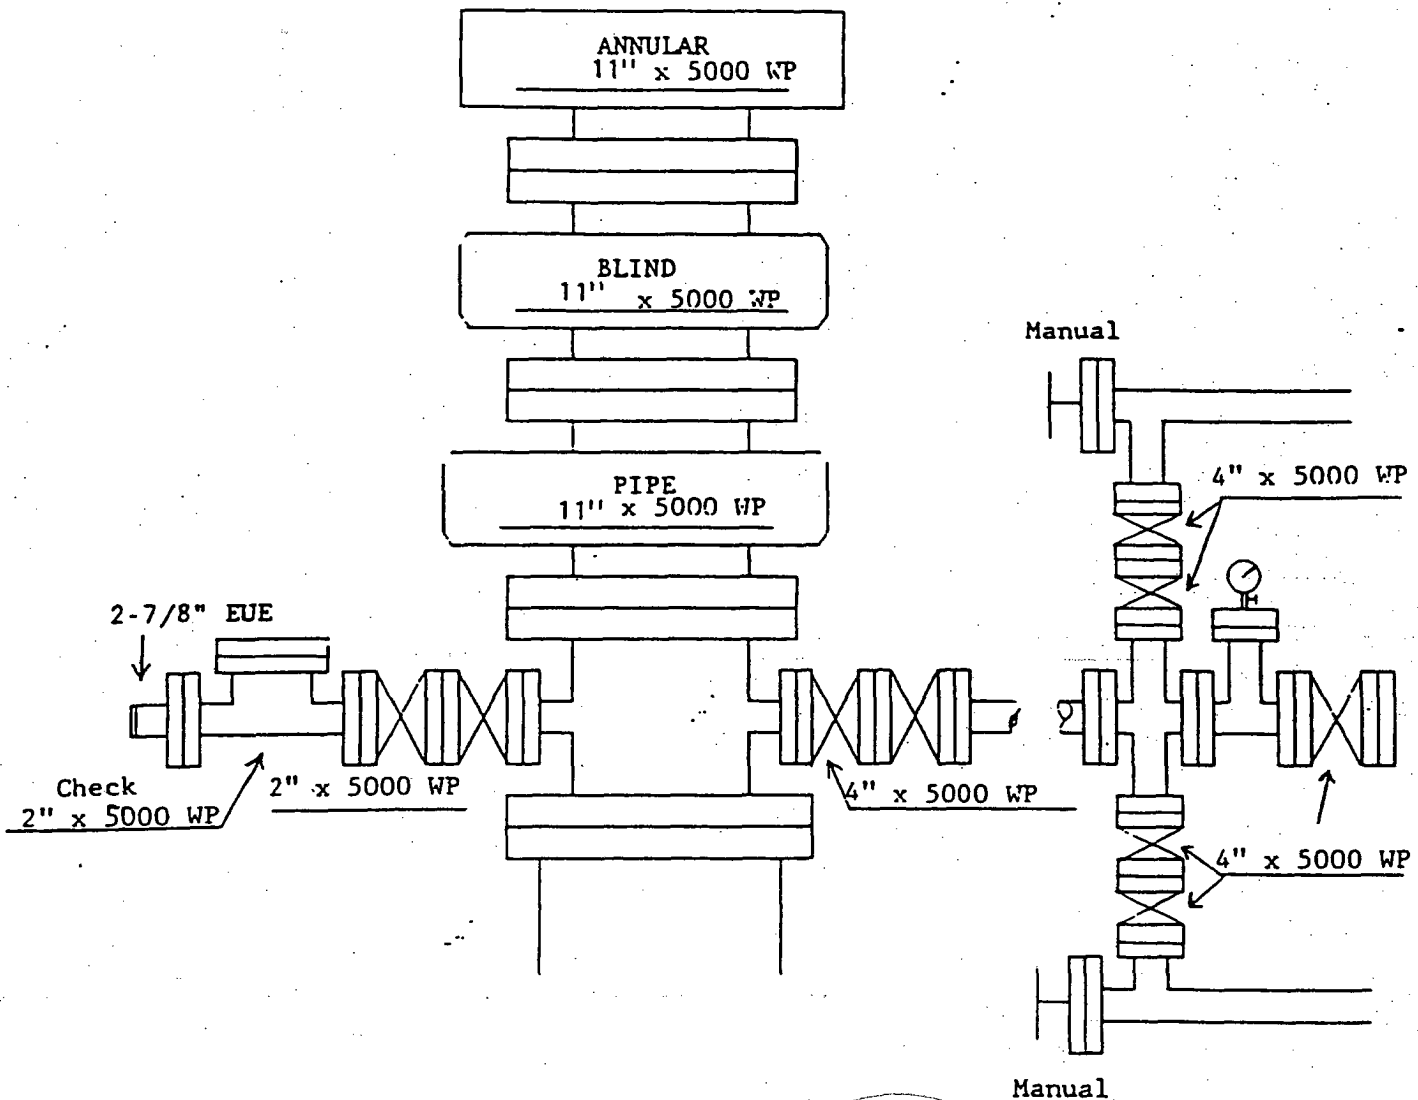 ANNULAR
11" x 5000 WP
BLIND
11" x 5000 WP
PIPE
11" x 5000 WP
Manual
4" x 5000 WP
2-7/8" EUE
Check
2" x 5000 WP
2" x 5000 WP
4" x 5000 WP
4" x 5000 WP
Manual